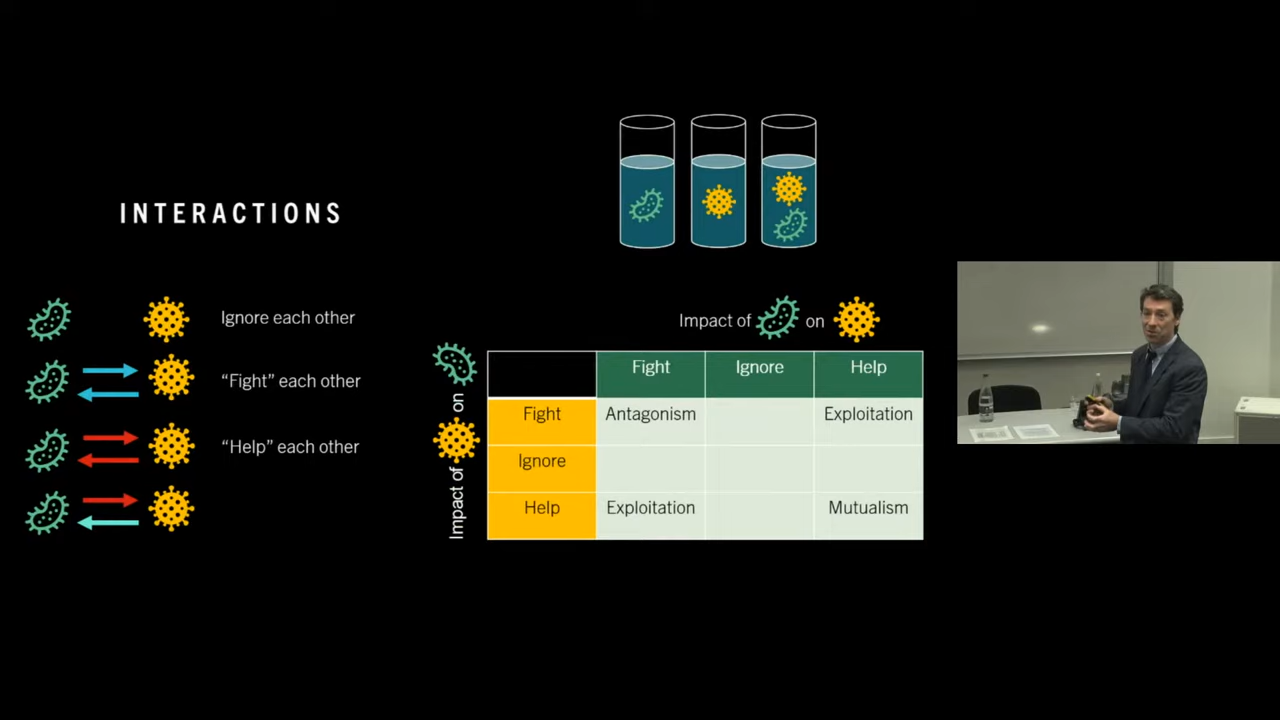 INTERACTIONS
Ignore each other
“Fight” each other
“Help” each other
Impact of on
Impact of on
Fight Ignore Help
Fight Antagonism Exploitation
Ignore
Help Exploitation Mutualism